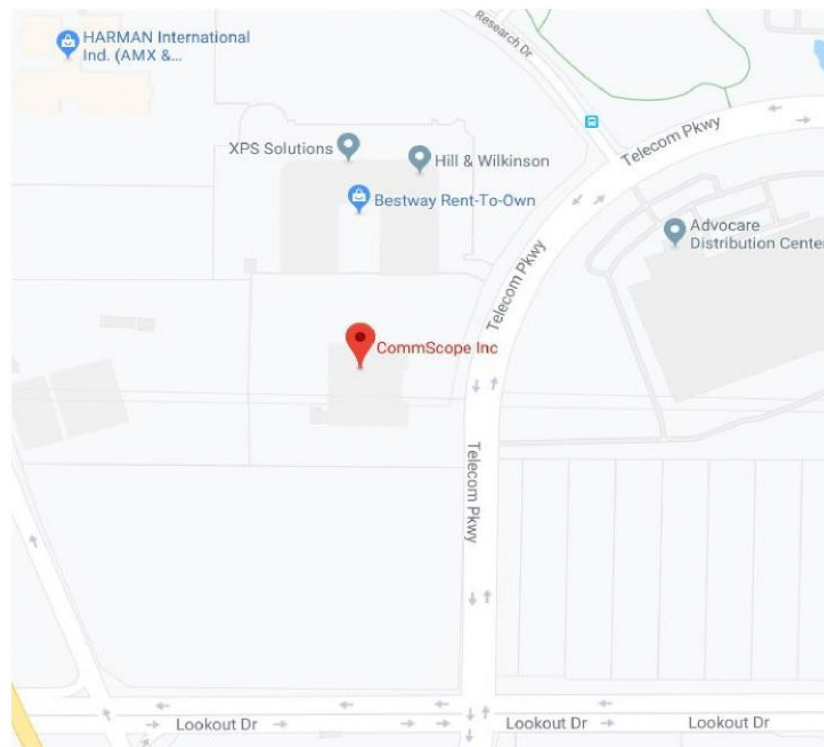 HARMAN International
Ind. (AMX &...
Research Dr
Telecom Pkwy
XPS Solutions
Hill & Wilkinson
Bestway Rent-To-Own
Advocare
Distribution Center
Telecom Pkwy
CommScope Inc
Telecom Pkwy
Lookout Dr
Lookout Dr
Lookout Dr